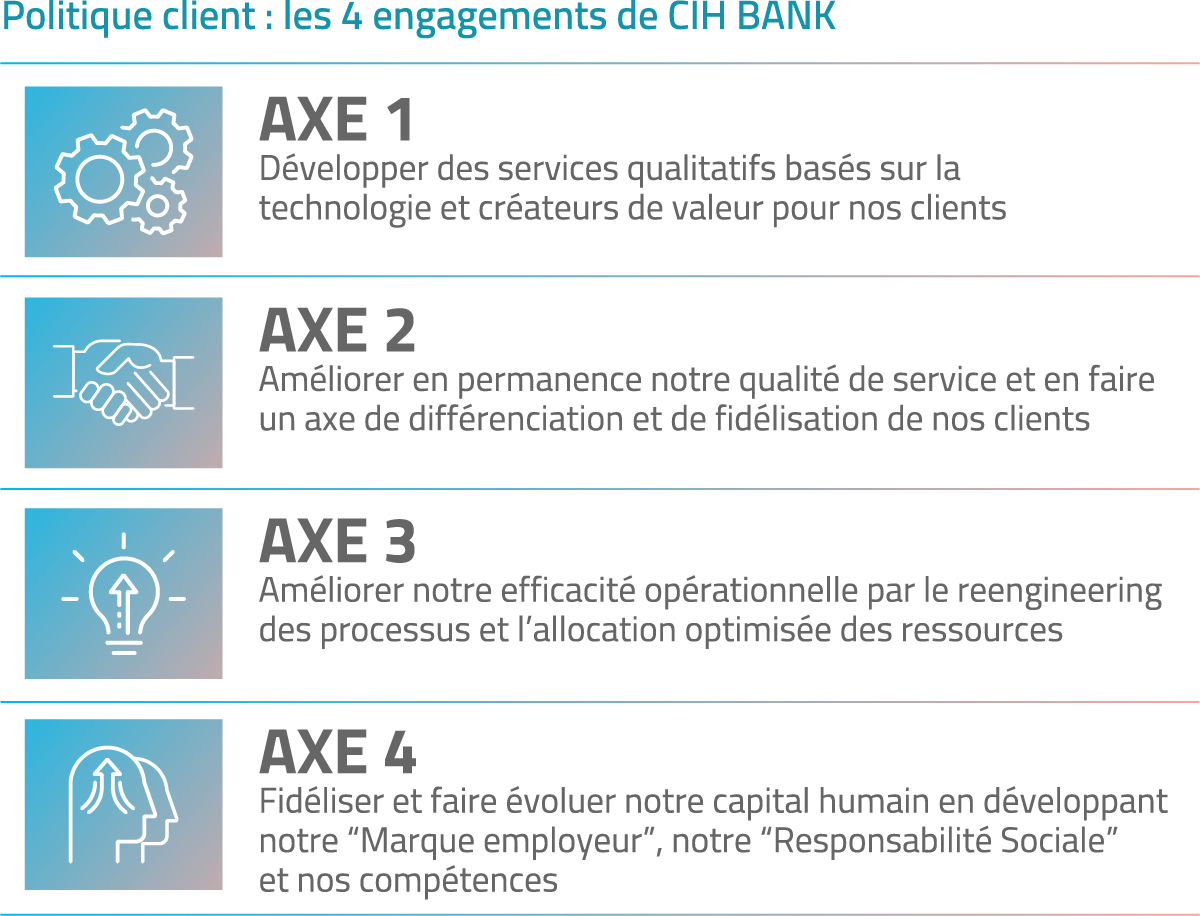 Politique client : les 4 engagements de CIH BANK
AXE 1
Développer des services qualitatifs basés sur la
technologie et créateurs de valeur pour nos clients
AXE 2
Améliorer en permanence notre qualité de service et en faire
un axe de différenciation et de fidélisation de nos clients
AXE 3
Améliorer notre efficacité opérationnelle par le reengineering
des processus et l’allocation optimisée des ressources
AXE 4
Fidéliser et faire évoluer notre capital humain en développant
notre “Marque employeur”, notre “Responsabilité Sociale”
et nos compétences